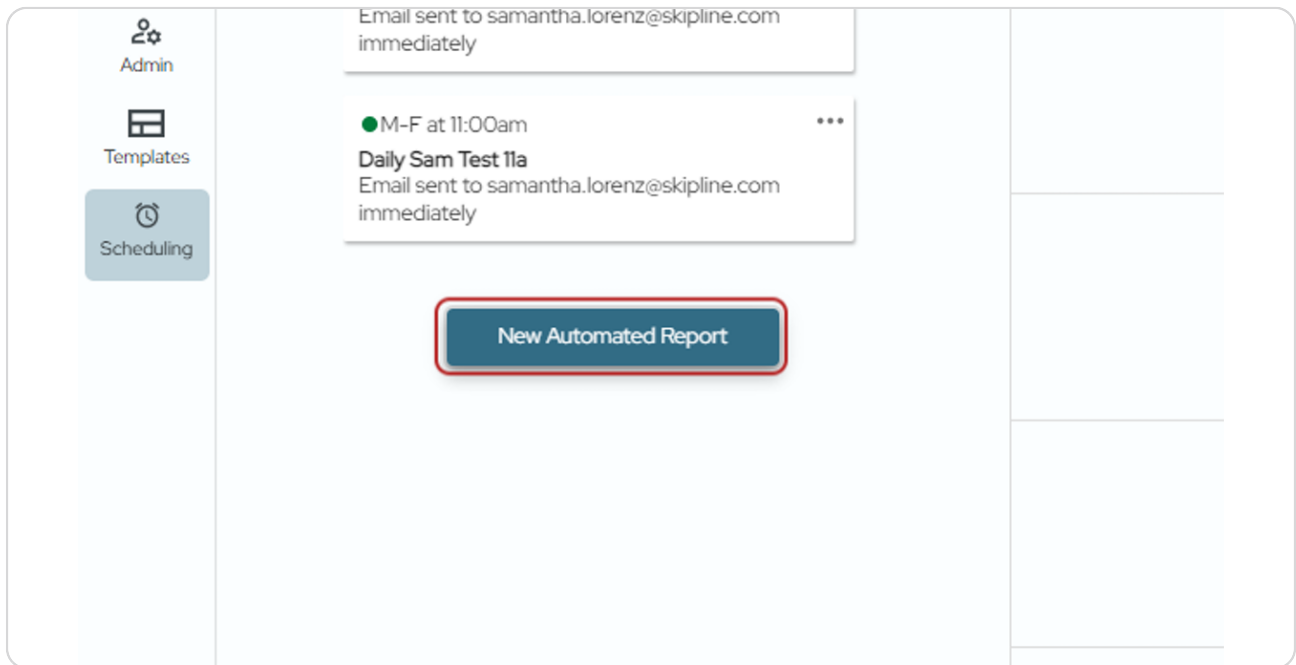 Admin
Templates
Scheduling
Email sent to samantha.lorenz@skipline.com
immediately
M-F at 11:00am
Daily Sam Test 11a
Email sent to samantha.lorenz@skipline.com
immediately
New Automated Report